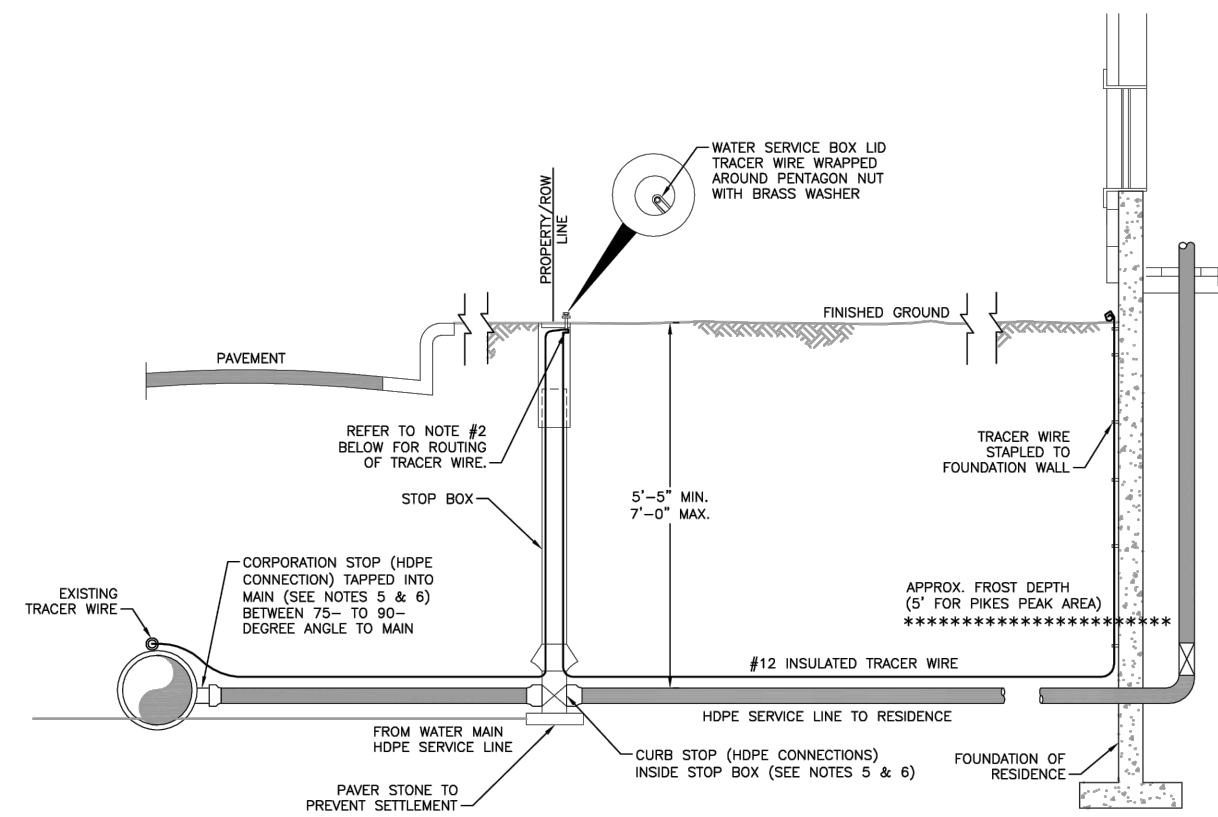 WATER SERVICE BOX LID
TRACER WIRE WRAPPED
AROUND PENTAGON NUT
WITH BRASS WASHER
PROPERTY/ROW
LINE
FINISHED GROUND
PAVEMENT
REFER TO NOTE #2
BELOW FOR ROUTING
OF TRACER WIRE.
TRACER WIRE
STAPLED TO
FOUNDATION WALL
STOP BOX
5'-5" MIN.
7'-0" MAX.
CORPORATION STOP (HDPE
CONNECTION) TAPPED INTO
MAIN (SEE NOTES 5 & 6)
BETWEEN 75- TO 90-
DEGREE ANGLE TO MAIN
EXISTING
TRACER WIRE
APPROX. FROST DEPTH
(5' FOR PIKES PEAK AREA)
***********************
#12 INSULATED TRACER WIRE
HDPE SERVICE LINE TO RESIDENCE
FROM WATER MAIN
HDPE SERVICE LINE
CURB STOP (HDPE CONNECTIONS)
INSIDE STOP BOX (SEE NOTES 5 & 6)
FOUNDATION OF
RESIDENCE
PAVER STONE TO
PREVENT SETTLEMENT